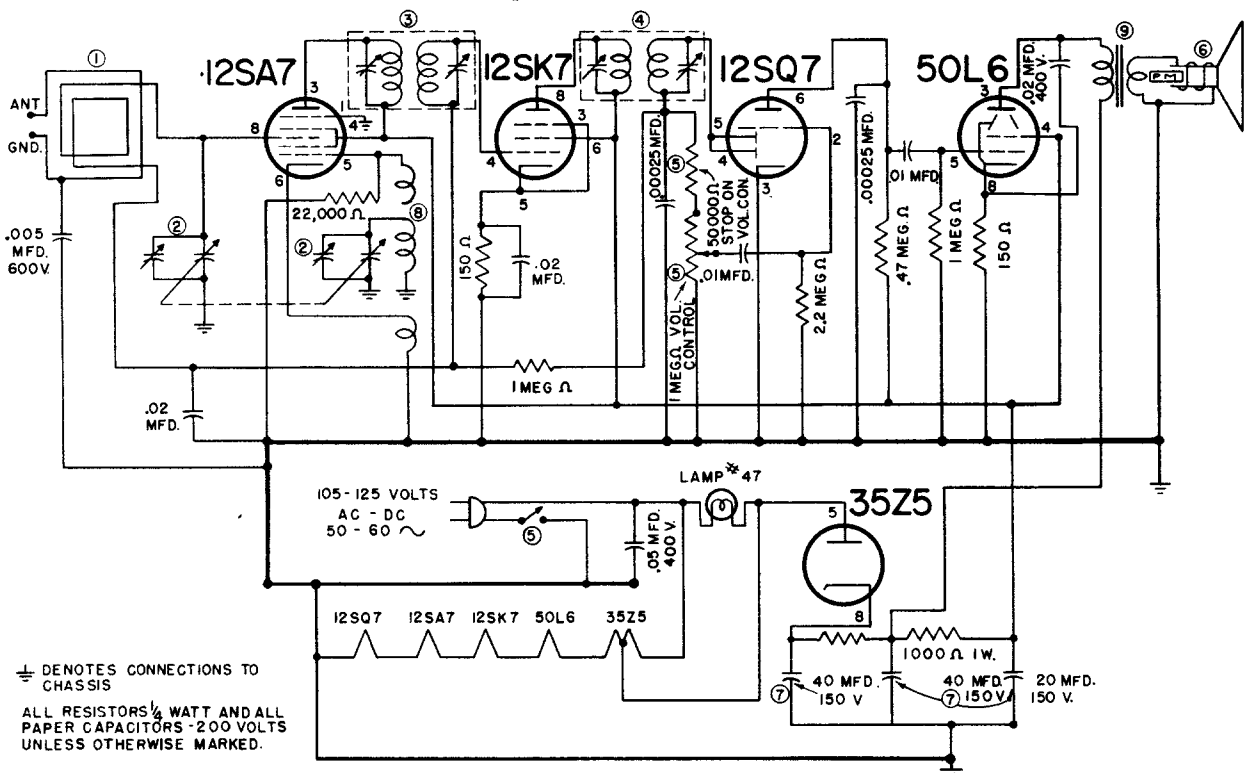 ①
ANT
GND.
.005
MFD.
600V.
②
12SA7
3
8
4
5
6
22,000 Ω
②
⑧
.02
MFD.
③
12SK7
8
3
6
4
5
150 Ω
.02
MFD.
1 MEG Ω
④
.00025 MFD.
⑤
50000Ω
STOP ON
VOL. CON.
⑤
.01MFD.
1 MEG.Ω VOL.
CONTROL
12SQ7
6
5
4
2
3
2.2 MEG Ω
.00025 MFD.
.01 MFD
.47 MEG. Ω
1 MEG Ω
50L6
3
5
4
8
150 Ω
.02 MFD.
400 V.
⑨
P.M.
⑥
105-125 VOLTS
AC - DC
50-60 ~
⑤
.05 MFD.
400 V.
LAMP #47
35Z5
5
8
12SQ7 12SA7 12SK7 50L6 35Z5
1000Ω 1W.
40 MFD.
150 V
⑦
40 MFD.
150V.
⑦
20 MFD.
150 V.
DENOTES CONNECTIONS TO
CHASSIS
ALL RESISTORS 1/4 WATT AND ALL
PAPER CAPACITORS -200 VOLTS
UNLESS OTHERWISE MARKED.